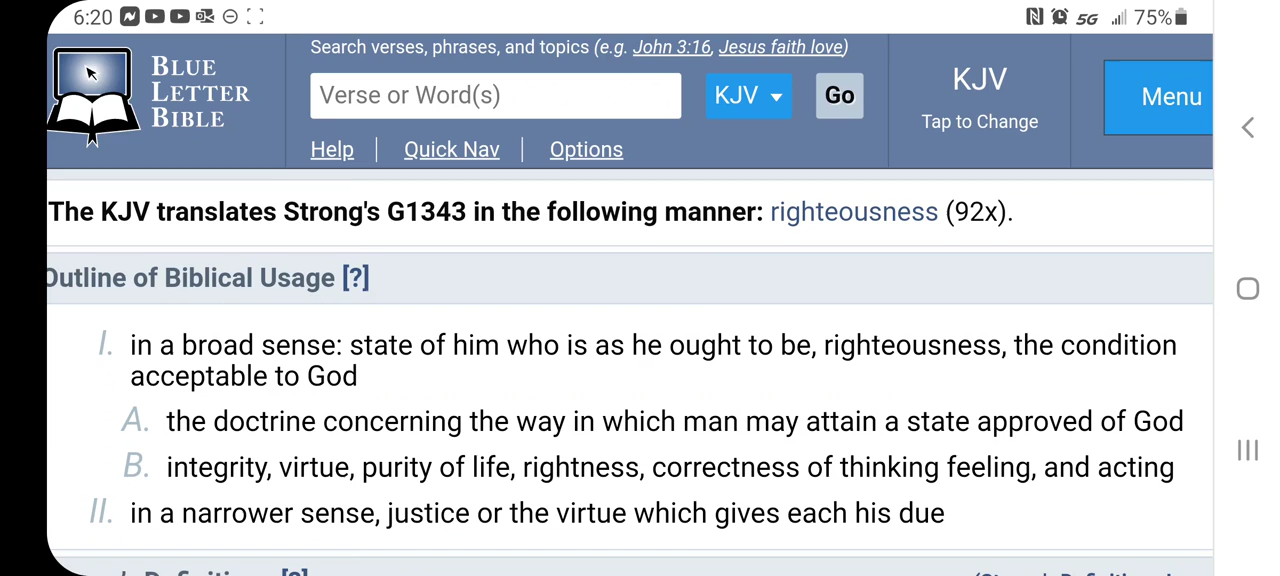 6:20
5G 75%
Search verses, phrases, and topics (e.g. John 3:16, Jesus faith love)
BLUE
LETTER
BIBLE
Verse or Word(s)
KJV
Go
KJV
Tap to Change
Menu
Help
Quick Nav
Options
The KJV translates Strong's G1343 in the following manner: righteousness (92x).
Outline of Biblical Usage [?]
I. in a broad sense: state of him who is as he ought to be, righteousness, the condition
acceptable to God
A. the doctrine concerning the way in which man may attain a state approved of God
B. integrity, virtue, purity of life, rightness, correctness of thinking feeling, and acting
II. in a narrower sense, justice or the virtue which gives each his due